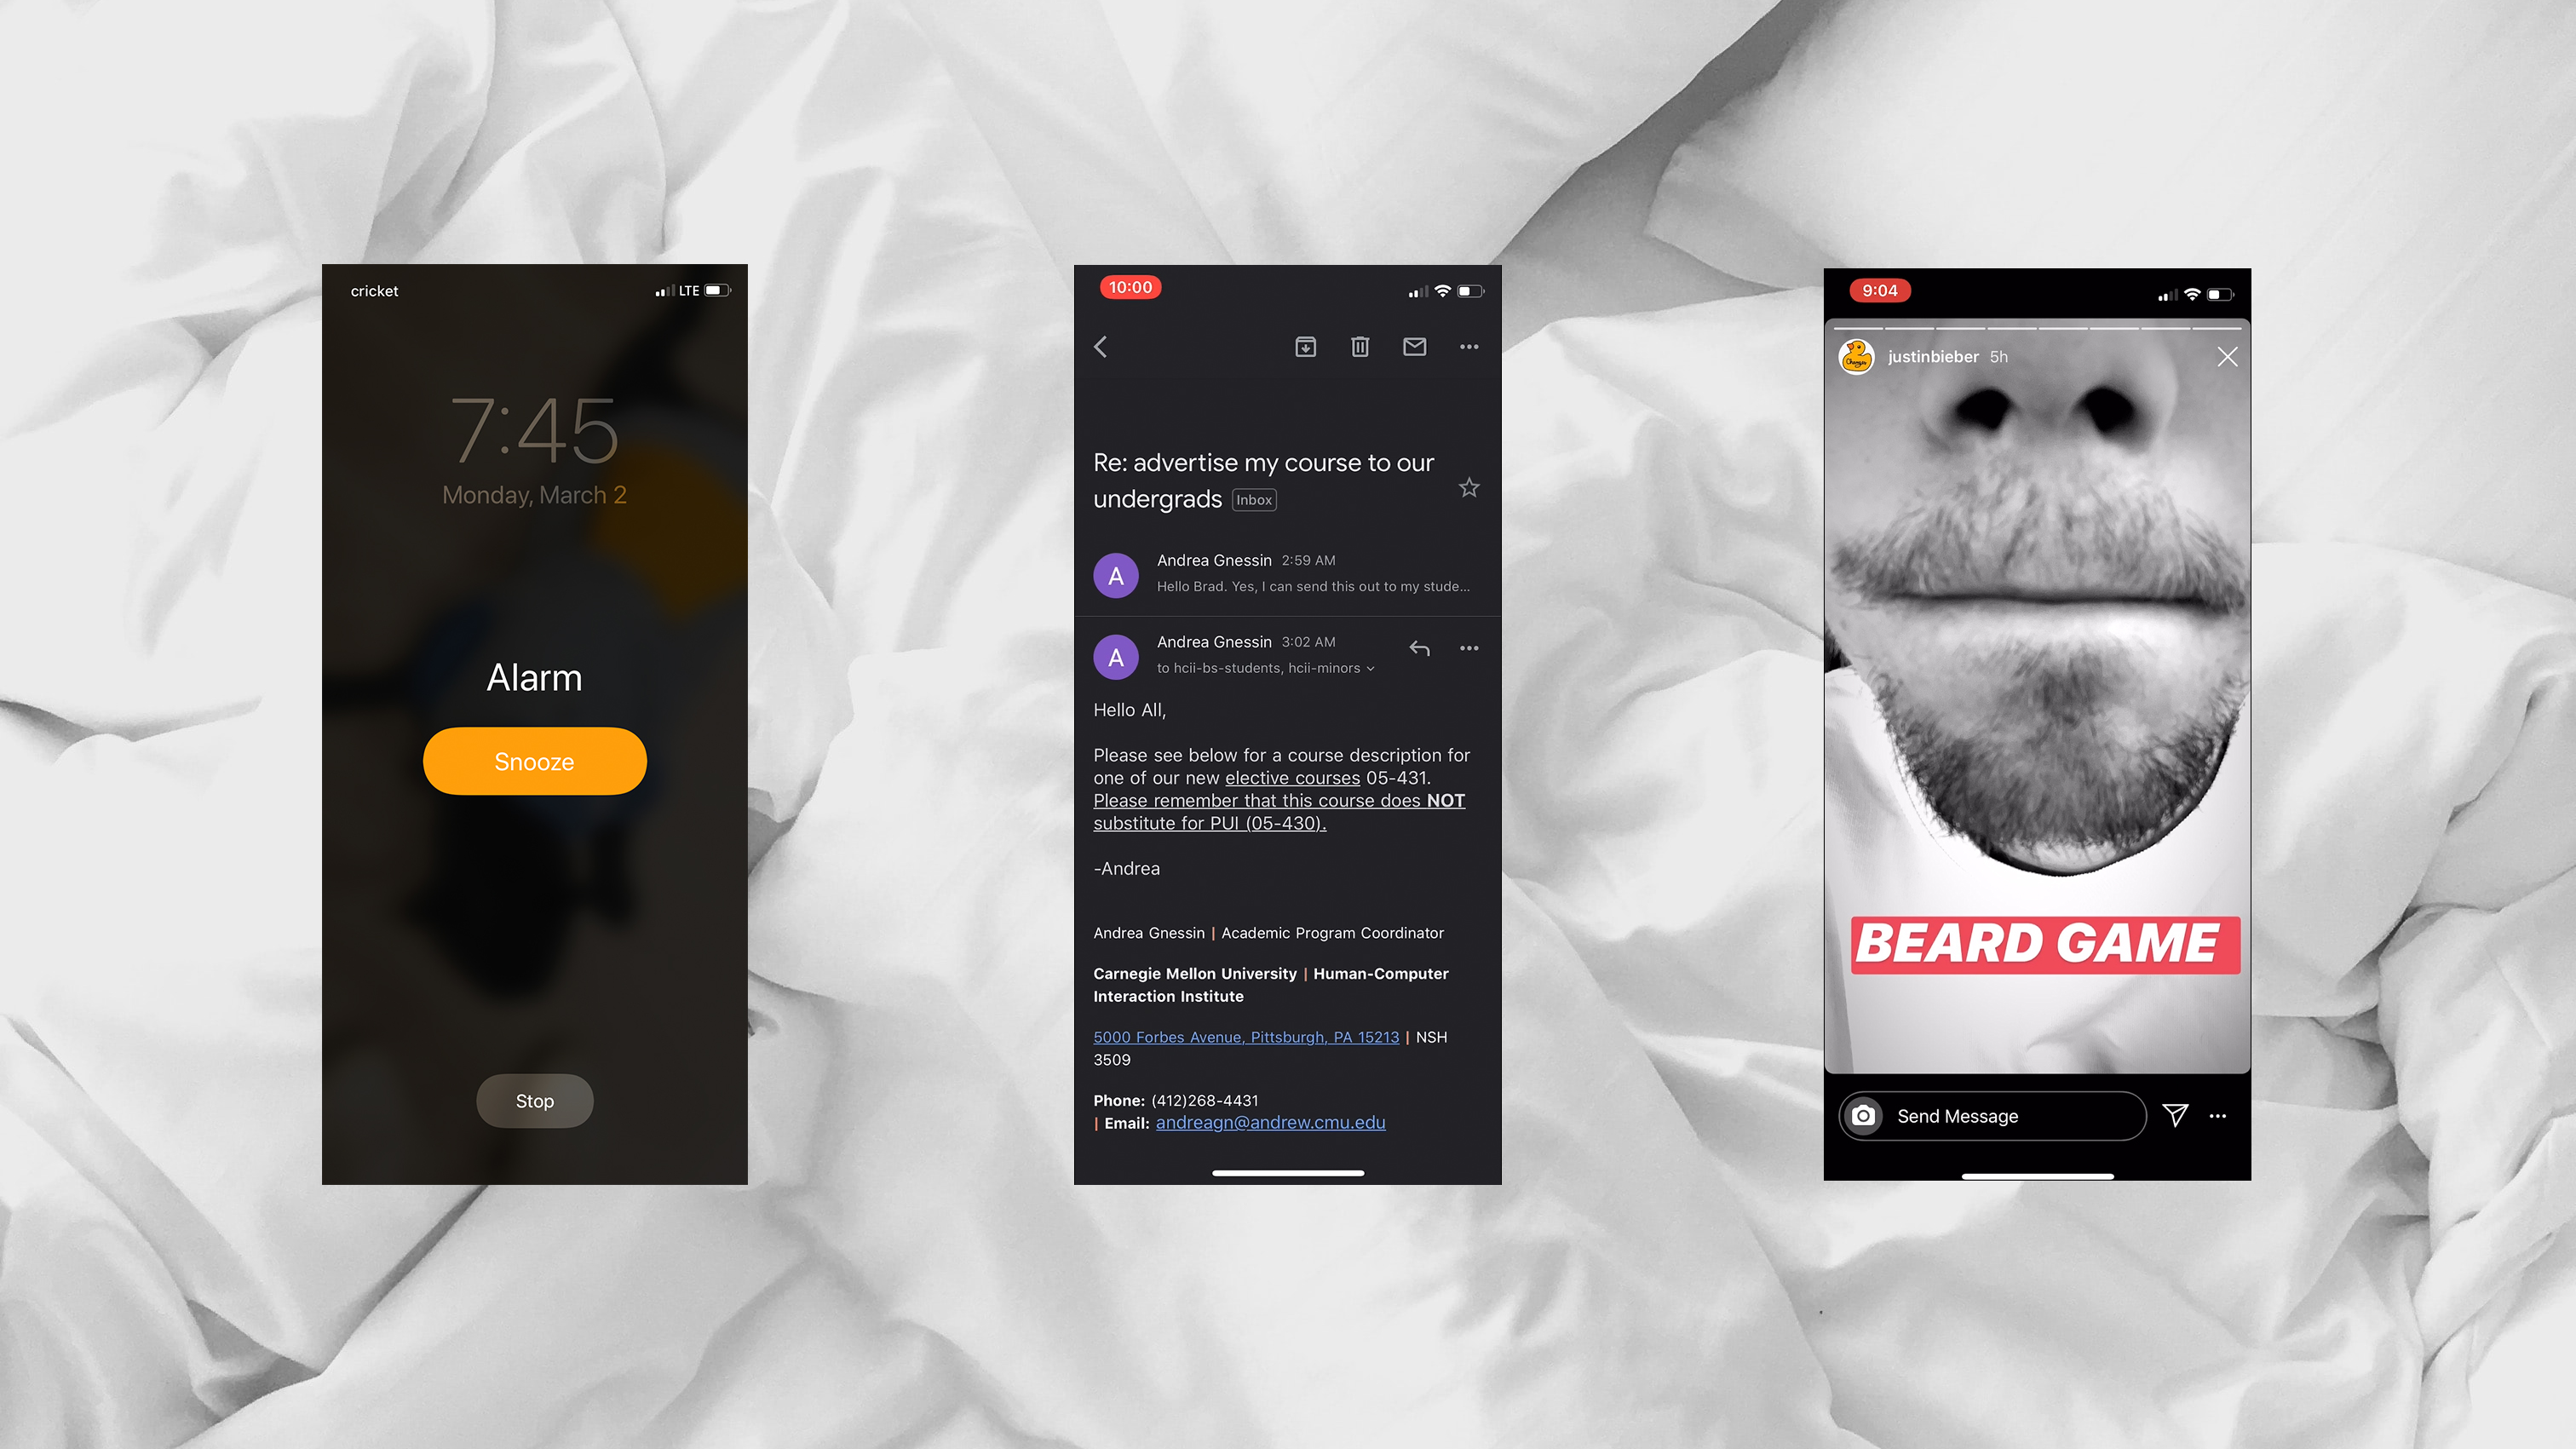 cricket
LTE
7:45
Monday, March 2
Alarm
Snooze
Stop
10:00
Re: advertise my course to our
undergrads Inbox
A
Andrea Gnessin 2:59 AM
Hello Brad. Yes, I can send this out to my stude...
A
Andrea Gnessin 3:02 AM
to hcii-bs-students, hcii-minors
Hello All,
Please see below for a course description for
one of our new elective courses 05-431.
Please remember that this course does NOT
substitute for PUI (05-430).
-Andrea
Andrea Gnessin | Academic Program Coordinator
Carnegie Mellon University | Human-Computer
Interaction Institute
5000 Forbes Avenue, Pittsburgh, PA 15213 | NSH
3509
Phone: (412)268-4431
| Email: andreagn@andrew.cmu.edu
9:04
Changes
justinbieber 5h
BEARD GAME
Send Message